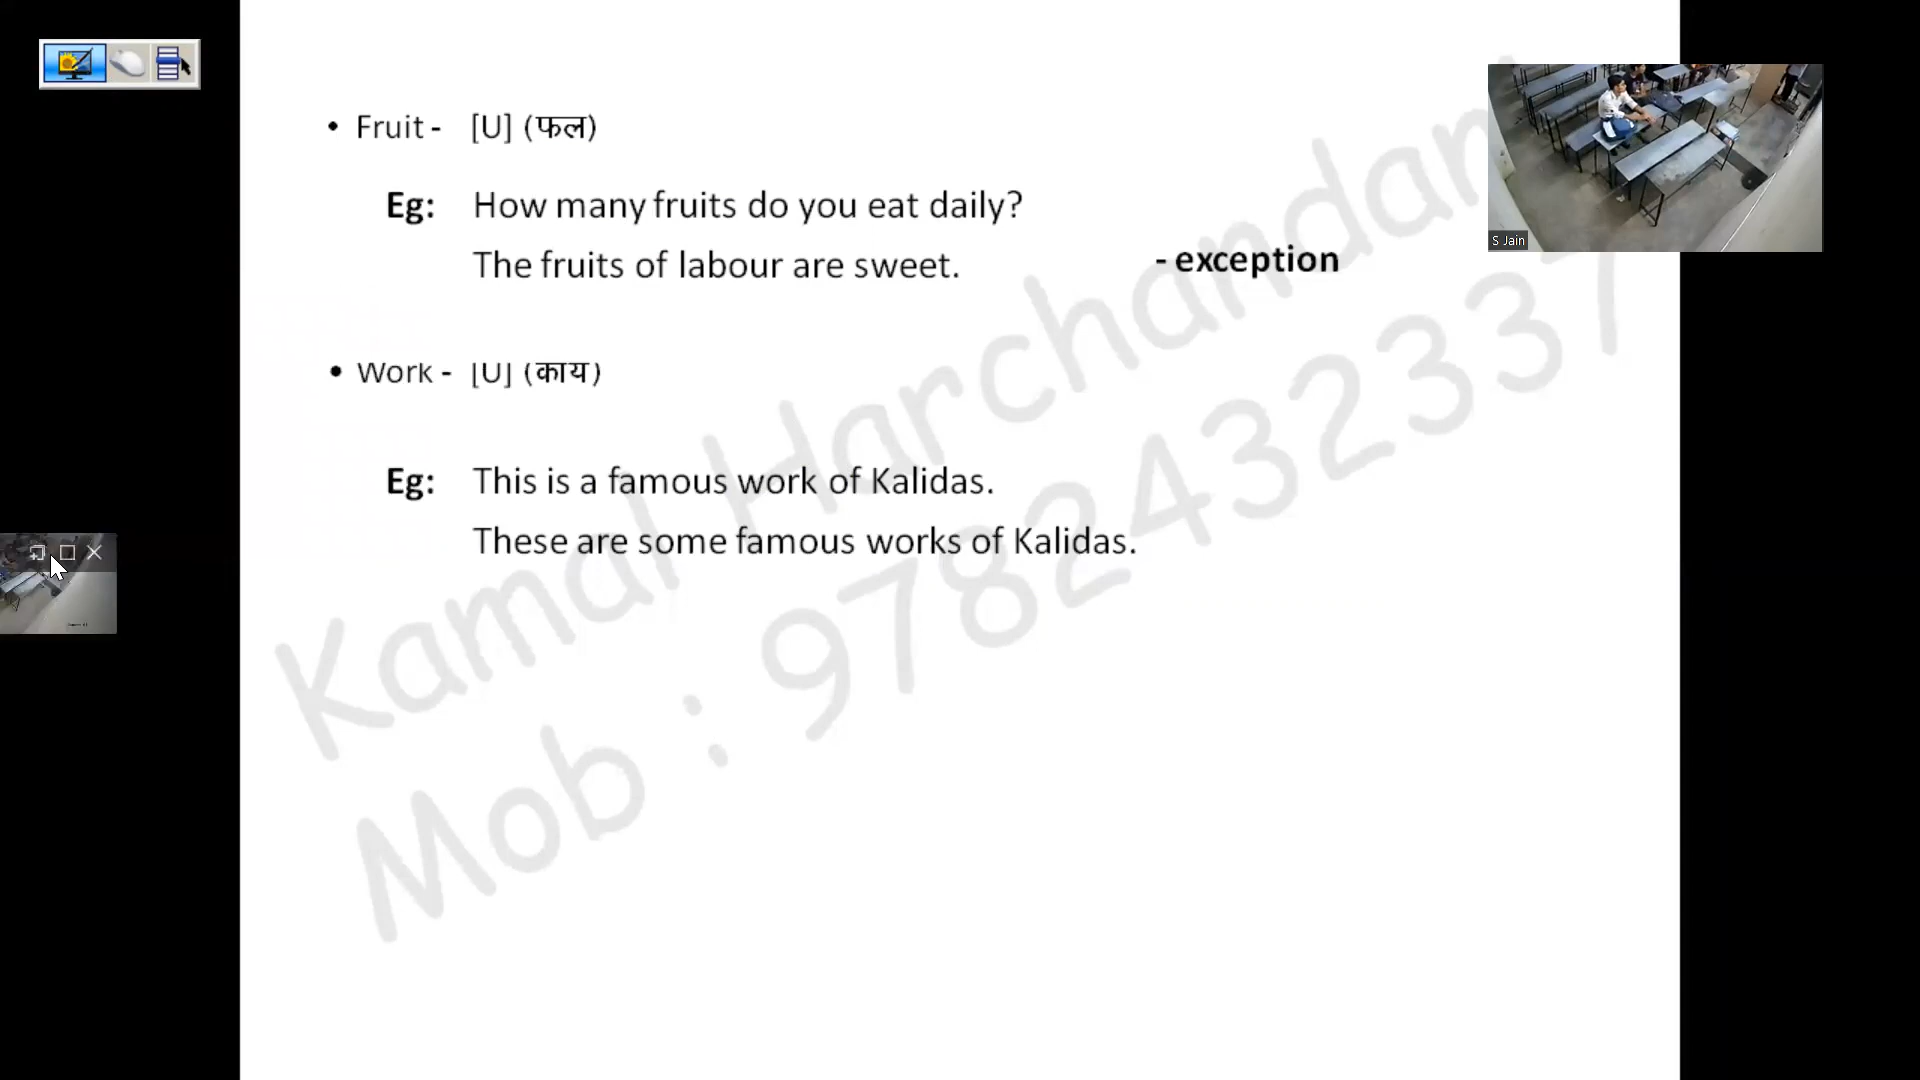 • Fruit - [U] (फल)
Eg: How many fruits do you eat daily?
The fruits of labour are sweet. - exception
• Work - [U] (काय)
Eg: This is a famous work of Kalidas.
These are some famous works of Kalidas.
Kamal Harchandani
Mob : 9782432337
S Jain